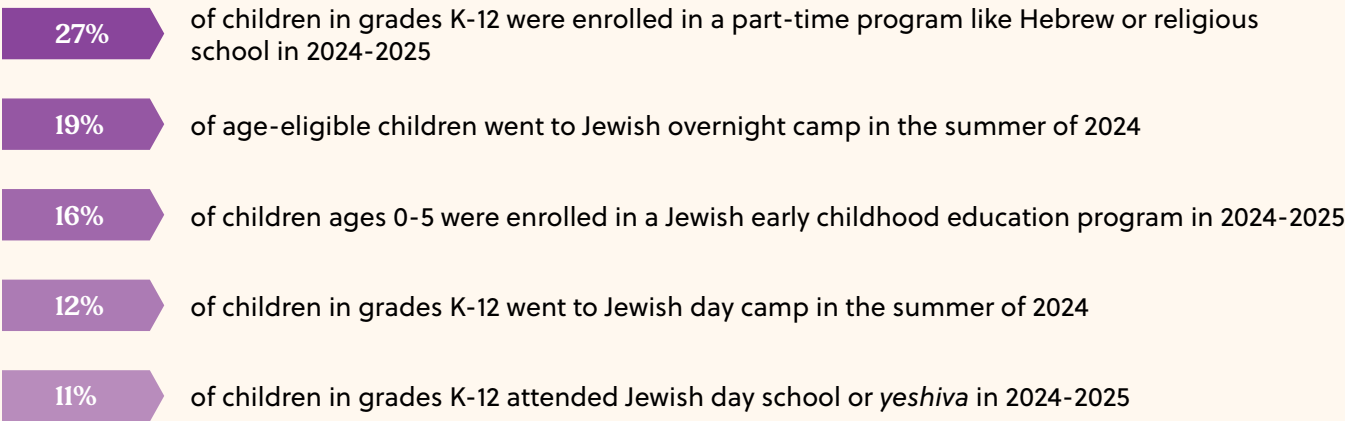 27%
of children in grades K-12 were enrolled in a part-time program like Hebrew or religious
school in 2024-2025
19%
of age-eligible children went to Jewish overnight camp in the summer of 2024
16%
of children ages 0-5 were enrolled in a Jewish early childhood education program in 2024-2025
12%
of children in grades K-12 went to Jewish day camp in the summer of 2024
11%
of children in grades K-12 attended Jewish day school or yeshiva in 2024-2025